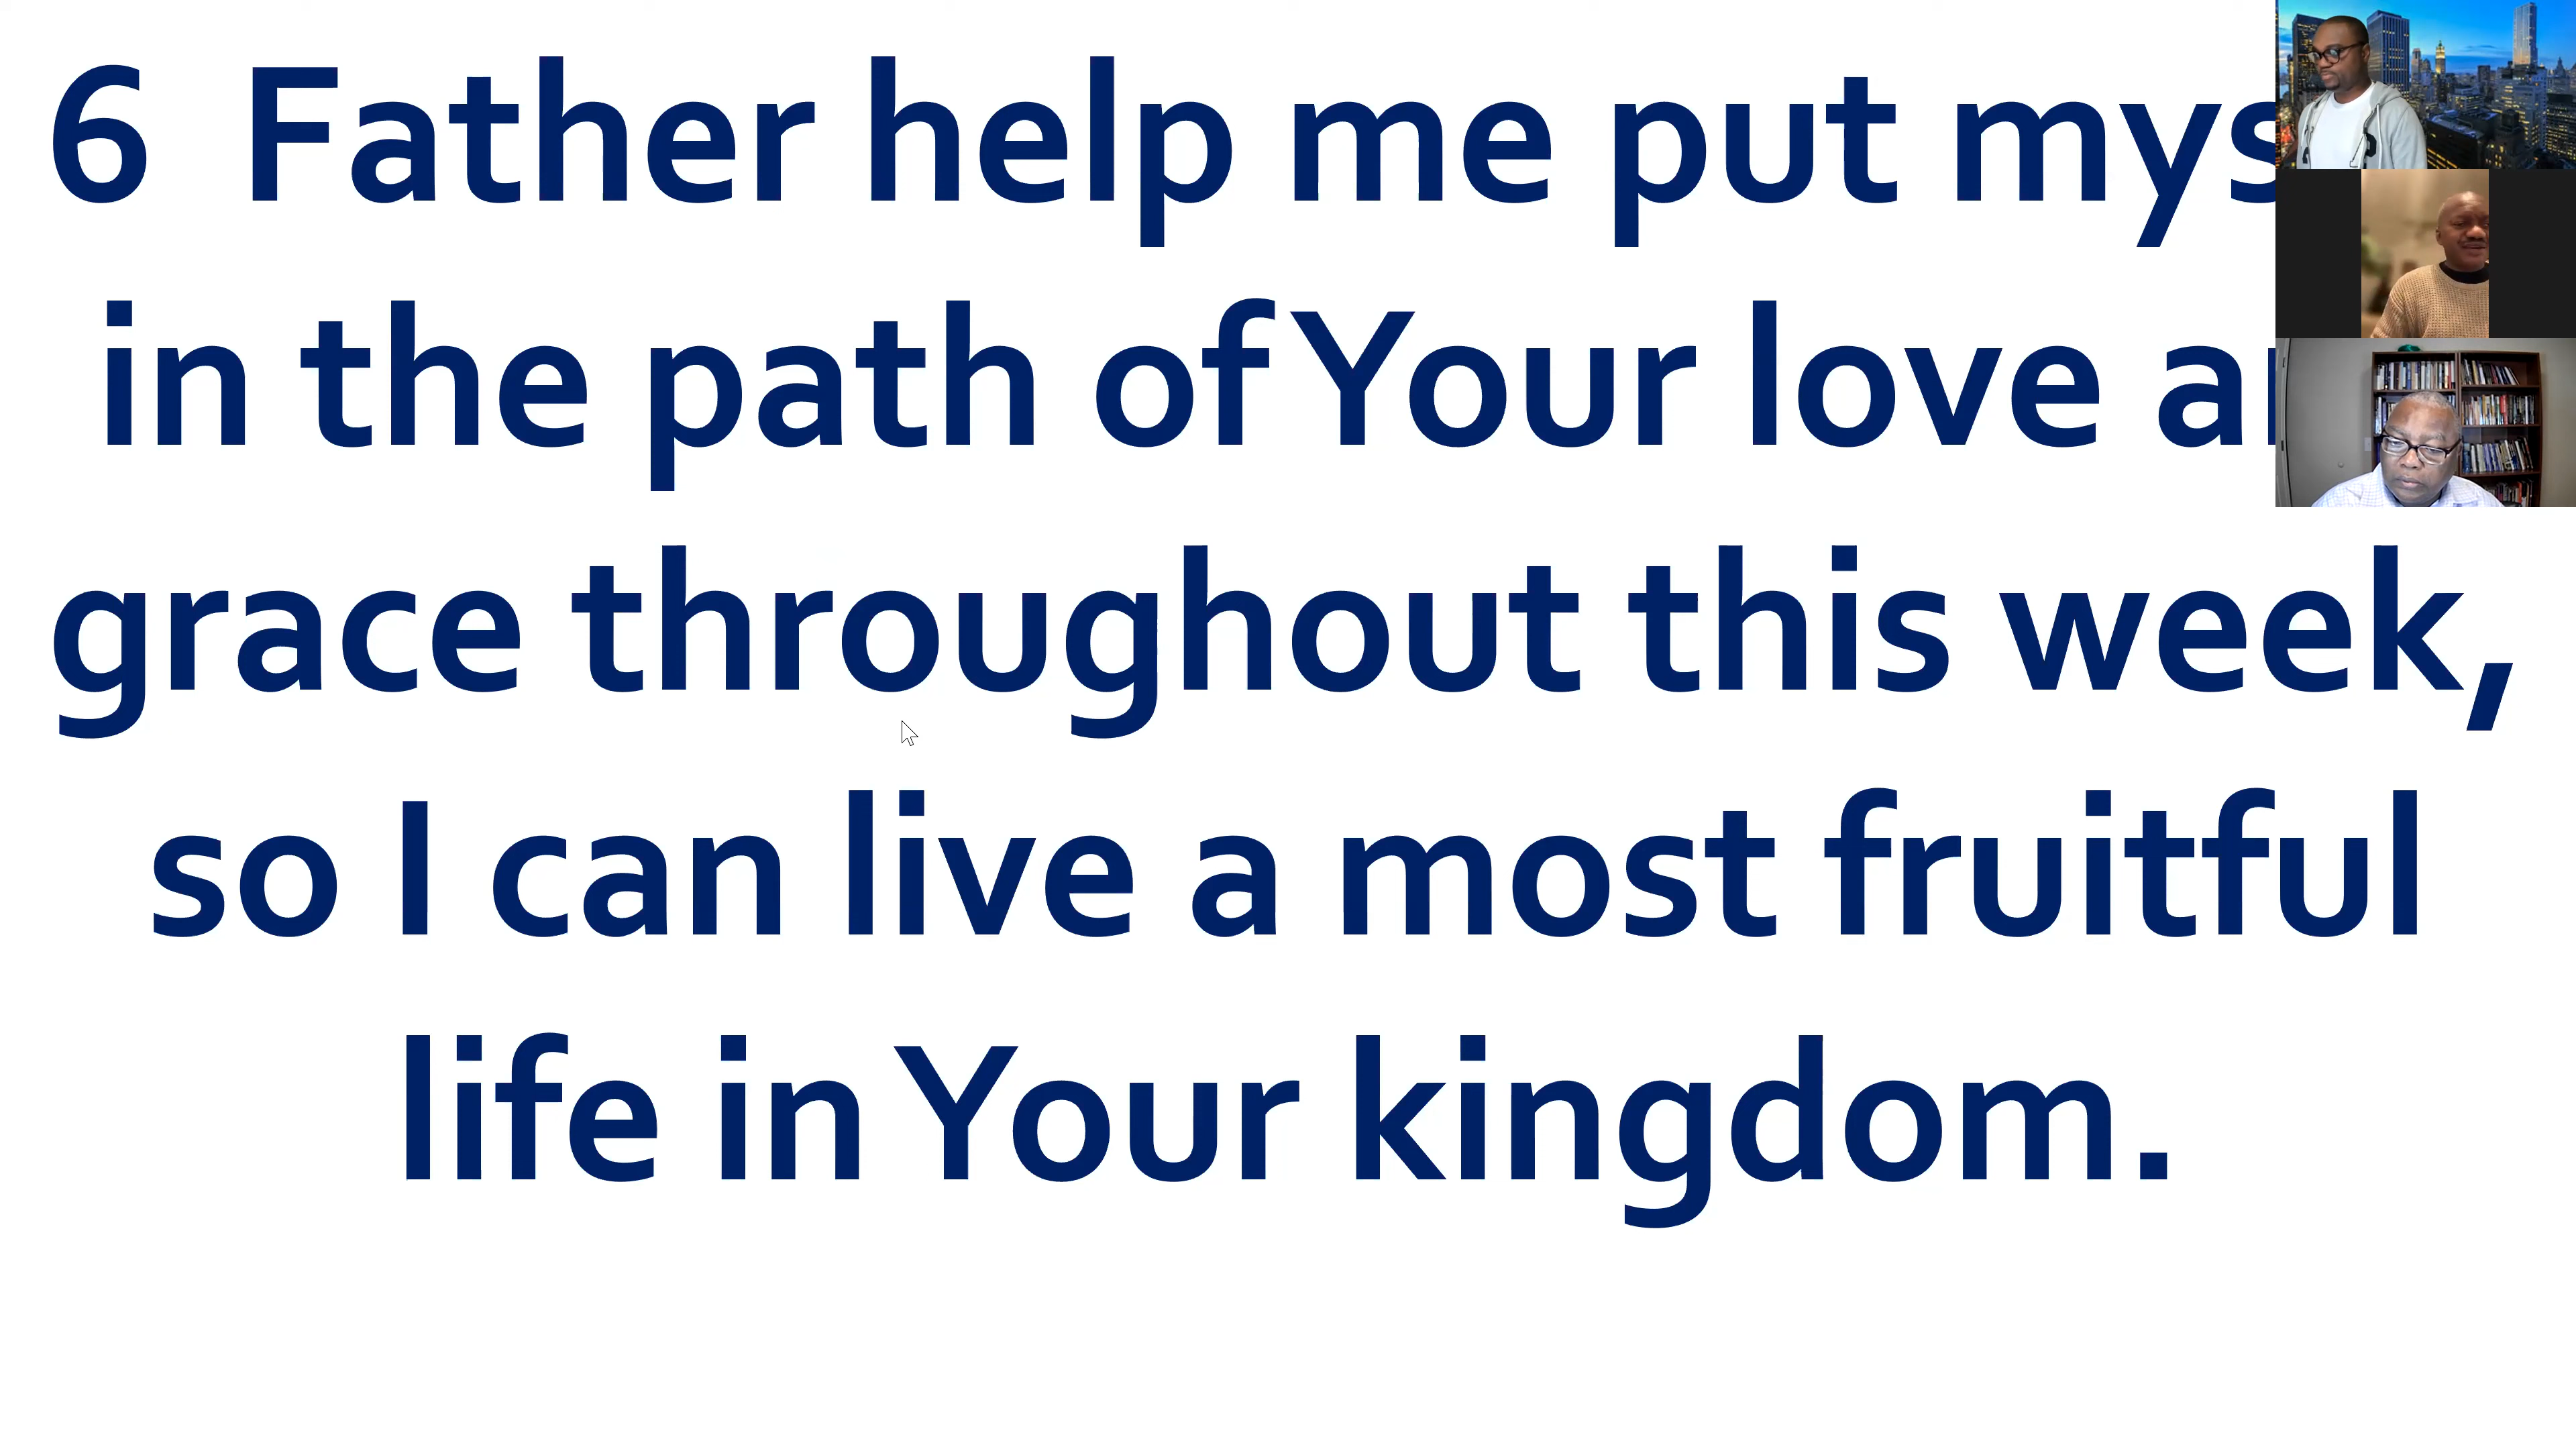 6 Father help me put
in the path of Your love
grace throughout this week,
so I can live a most fruitful
life in Your kingdom.